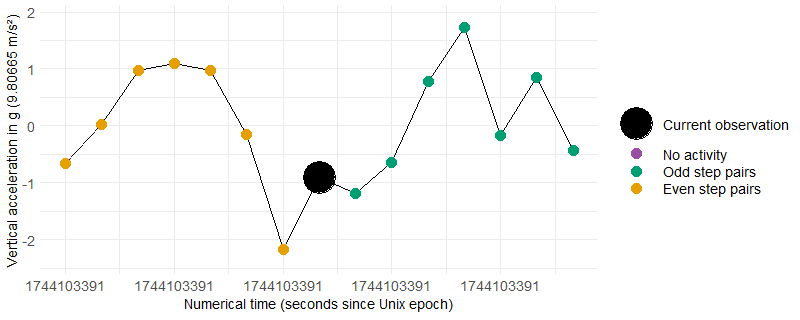 Vertical acceleration in g (9.80665 m/s²)
2
1
0
-1
-2
1744103391 1744103391 1744103391 1744103391 1744103391
Numerical time (seconds since Unix epoch)
Current observation
No activity
Odd step pairs
Even step pairs